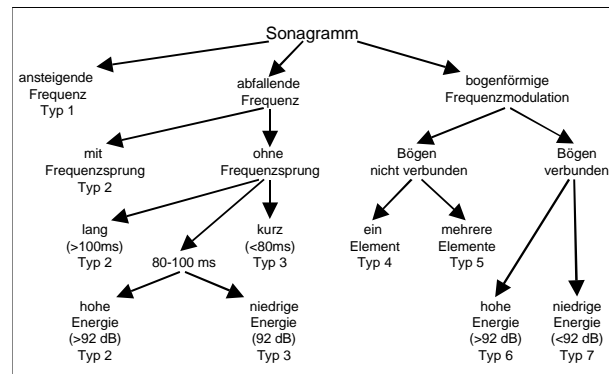 Sonagramm
ansteigende
Frequenz
Typ 1
abfallende
Frequenz
bogenförmige
Frequenzmodulation
mit
Frequenzsprung
Typ 2
ohne
Frequenzsprung
Bögen
nicht verbunden
Bögen
verbunden
lang
(>100ms)
Typ 2
80-100 ms
kurz
(<80ms)
Typ 3
ein
Element
Typ 4
mehrere
Elemente
Typ 5
hohe
Energie
(>92 dB)
Typ 2
niedrige
Energie
(92 dB)
Typ 3
hohe
Energie
(>92 dB)
Typ 6
niedrige
Energie
(<92 dB)
Typ 7